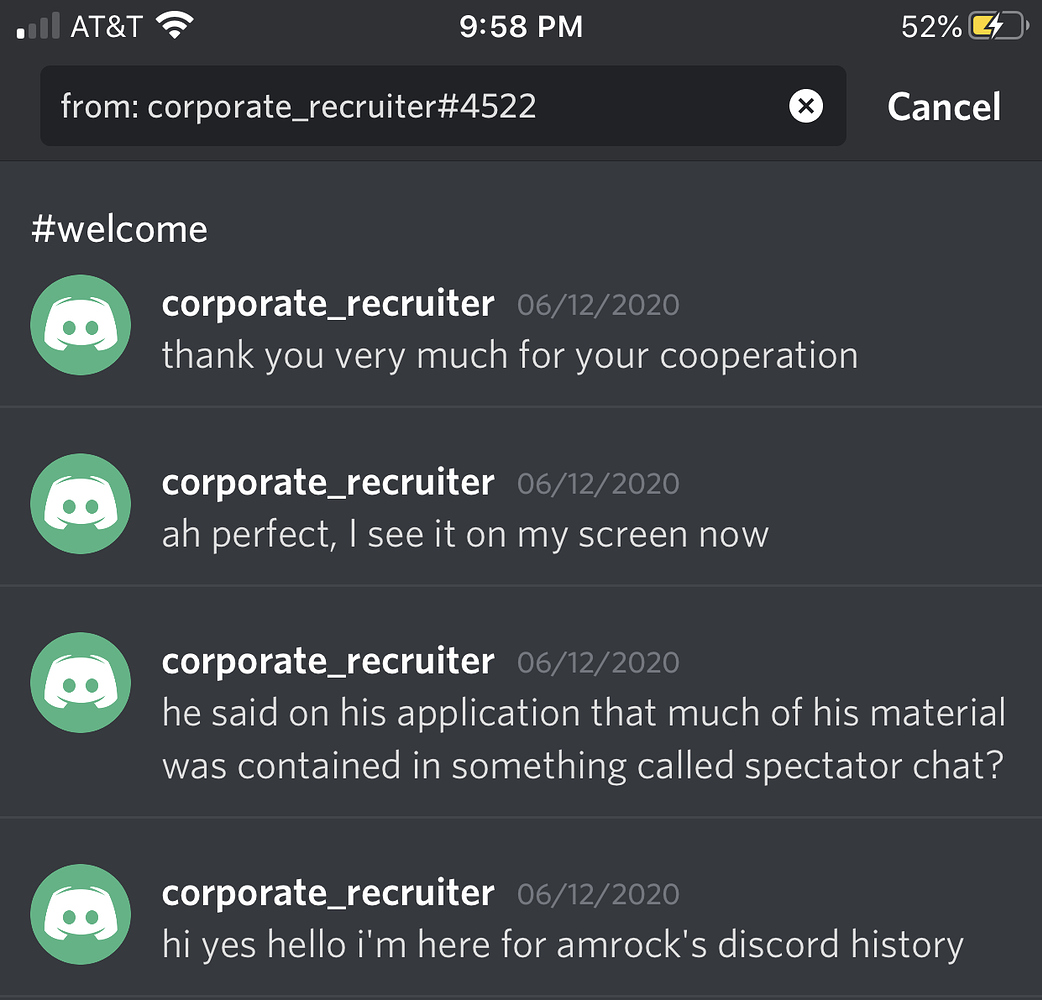 AT&T 9:58 PM 52%
from: corporate_recruiter#4522 Cancel
#welcome
corporate_recruiter 06/12/2020
thank you very much for your cooperation
corporate_recruiter 06/12/2020
ah perfect, I see it on my screen now
corporate_recruiter 06/12/2020
he said on his application that much of his material
was contained in something called spectator chat?
corporate_recruiter 06/12/2020
hi yes hello i'm here for amrock's discord history